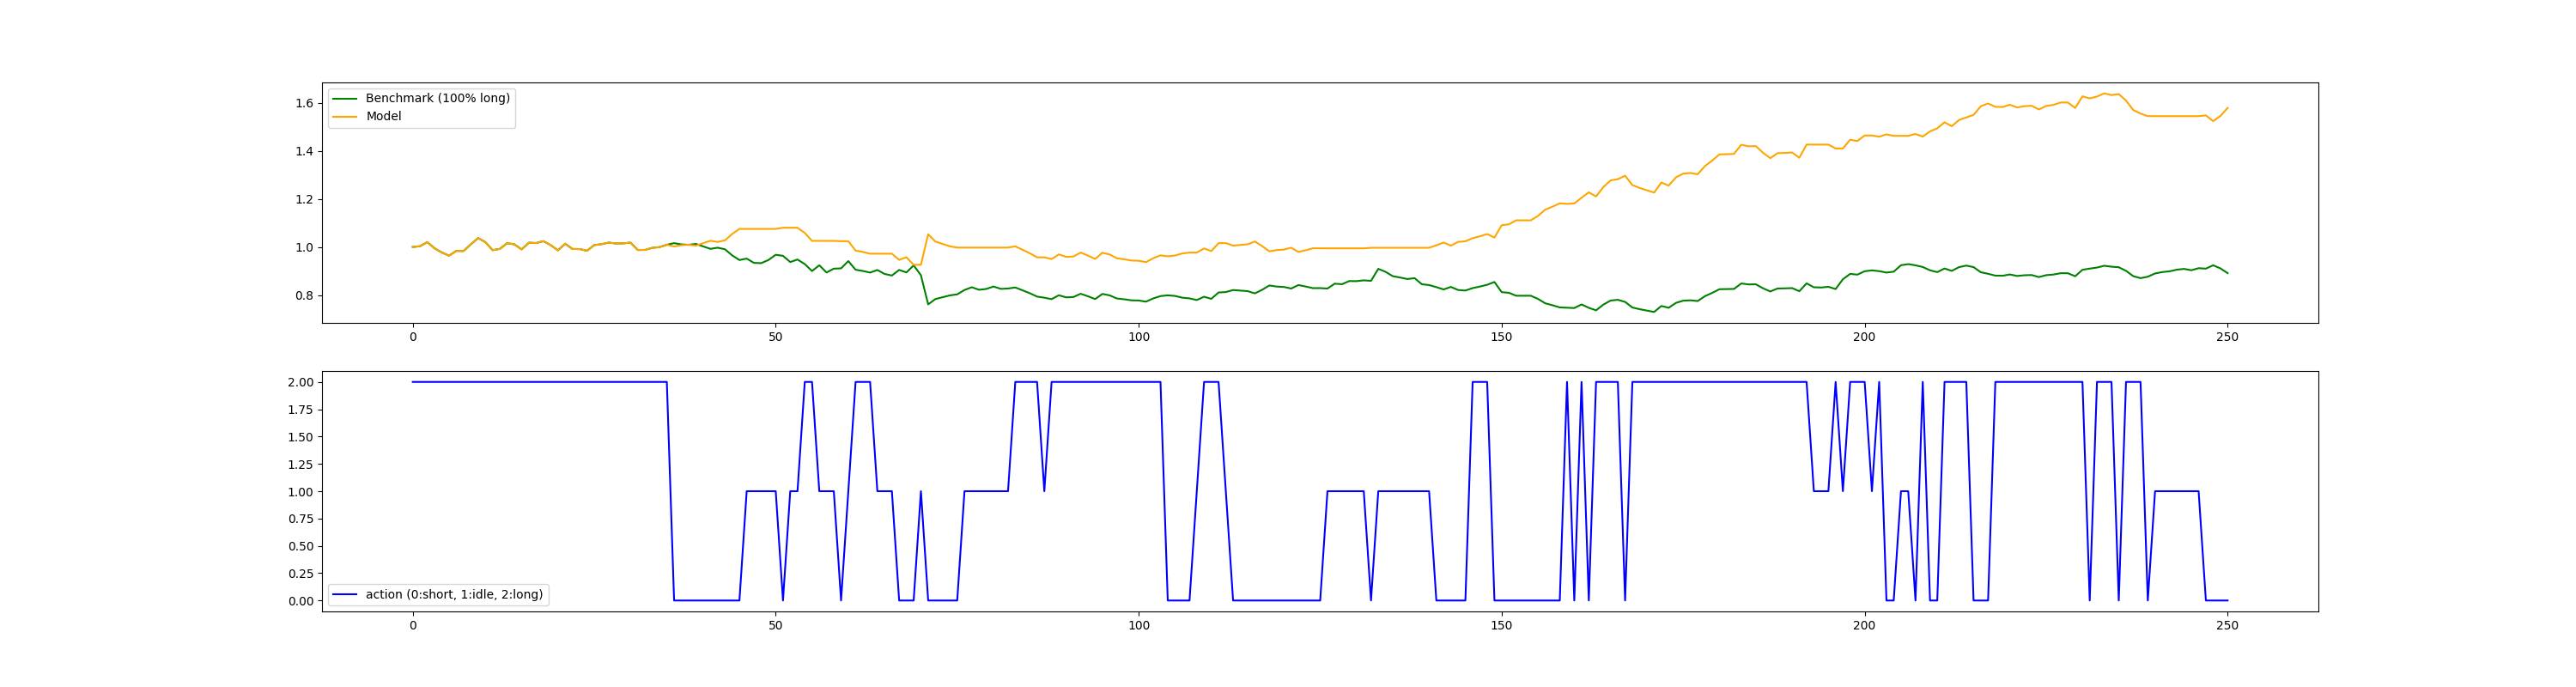 Benchmark (100% long)
Model
1.6
1.4
1.2
1.0
0.8
0 50 100 150 200 250
2.00
1.75
1.50
1.25
1.00
0.75
0.50
0.25
0.00
action (0:short, 1:idle, 2:long)
0 50 100 150 200 250